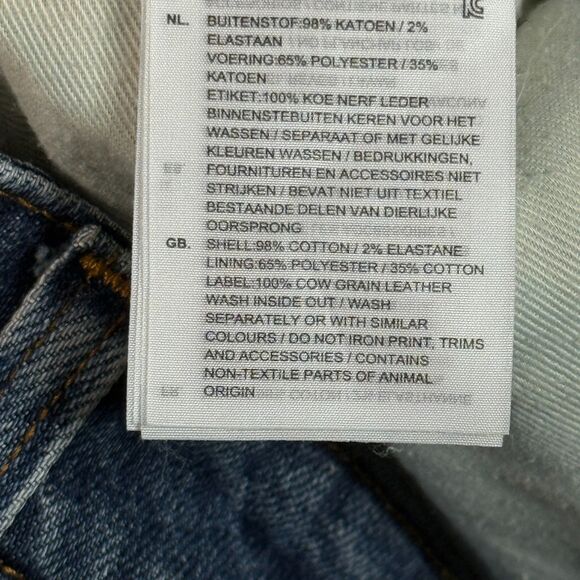 NL. BUITENSTOF:98% KATOEN / 2%
ELASTAAN
VOERING:65% POLYESTER / 35%
KATOEN
ETIKET:100% KOE NERF LEDER
BINNENSTEBUITEN KEREN VOOR HET
WASSEN / SEPARAAT OF MET GELIJKE
KLEUREN WASSEN / BEDRUKKINGEN,
FOURNITUREN EN ACCESSOIRES NIET
STRIJKEN / BEVAT NIET UIT TEXTIEL
BESTAANDE DELEN VAN DIERLIJKE
OORSPRONG
GB. SHELL:98% COTTON / 2% ELASTANE
LINING:65% POLYESTER / 35% COTTON
LABEL:100% COW GRAIN LEATHER
WASH INSIDE OUT / WASH
SEPARATELY OR WITH SIMILAR
COLOURS / DO NOT IRON PRINT, TRIMS
AND ACCESSORIES / CONTAINS
NON-TEXTILE PARTS OF ANIMAL
ORIGIN